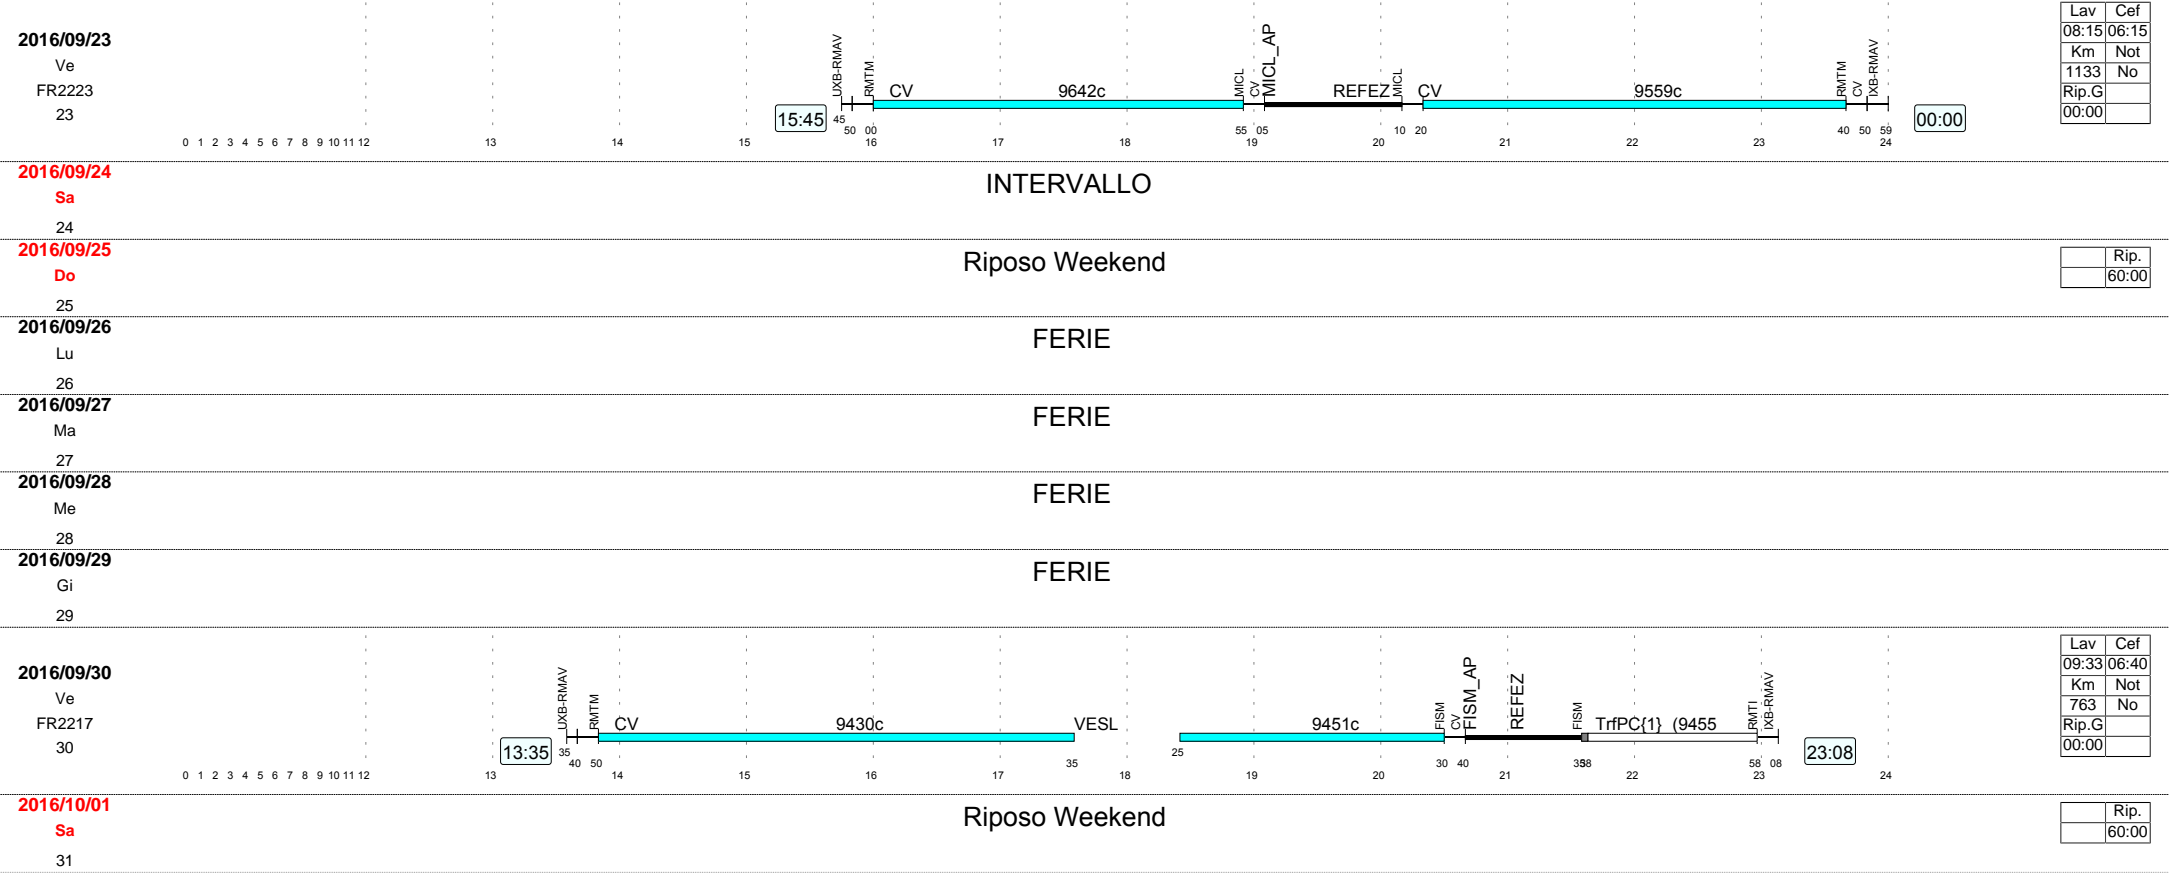 2016/09/23
Ve
FR2223
23
15:45
UXB-RMAV
RMTM
CV
9642c
MICL
CV
MICL_AP
REFEZ
MICL
CV
9559c
RMTM
CV
IXB-RMAV
45 50 00 55 05 10 20 40 50 59
00:00
0 1 2 3 4 5 6 7 8 9 10 11 12 13 14 15 16 17 18 19 20 21 22 23 24
Lav Cef
08:15 06:15
Km Not
1133 No
Rip.G
00:00
2016/09/24
Sa
24
INTERVALLO
2016/09/25
Do
25
Riposo Weekend
Rip.
60:00
2016/09/26
Lu
26
FERIE
2016/09/27
Ma
27
FERIE
2016/09/28
Me
28
FERIE
2016/09/29
Gi
29
FERIE
2016/09/30
Ve
FR2217
30
13:35
UXB-RMAV
RMTM
CV
9430c
VESL
9451c
FISM
CV
FISM_AP
REFEZ
FISM
TrfPC{1} (9455
RMTI
IXB-RMAV
35 40 50 35 25 30 40 35 38 58 08
23:08
0 1 2 3 4 5 6 7 8 9 10 11 12 13 14 15 16 17 18 19 20 21 22 23 24
Lav Cef
09:33 06:40
Km Not
763 No
Rip.G
00:00
2016/10/01
Sa
31
Riposo Weekend
Rip.
60:00